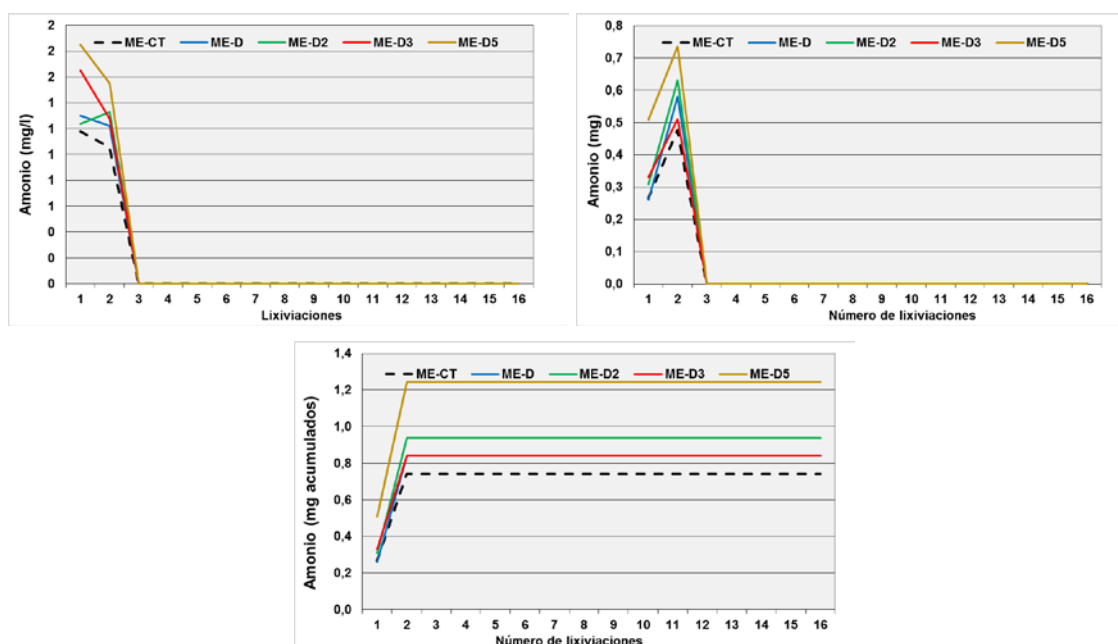 2
2
2
1
1
1
1
1
0
0
0
Amonio (mg/l)
ME-CT ME-D ME-D2 ME-D3 ME-D5
1 2 3 4 5 6 7 8 9 10 11 12 13 14 15 16
Lixiviaciones
0,8
0,7
0,6
0,5
0,4
0,3
0,2
0,1
0,0
Amonio (mg)
ME-CT ME-D ME-D2 ME-D3 ME-D5
1 2 3 4 5 6 7 8 9 10 11 12 13 14 15 16
Número de lixiviaciones
1,4
1,2
1,0
0,8
0,6
0,4
0,2
0,0
Amonio (mg acumulados)
ME-CT ME-D ME-D2 ME-D3 ME-D5
1 2 3 4 5 6 7 8 9 10 11 12 13 14 15 16
Número de lixiviaciones